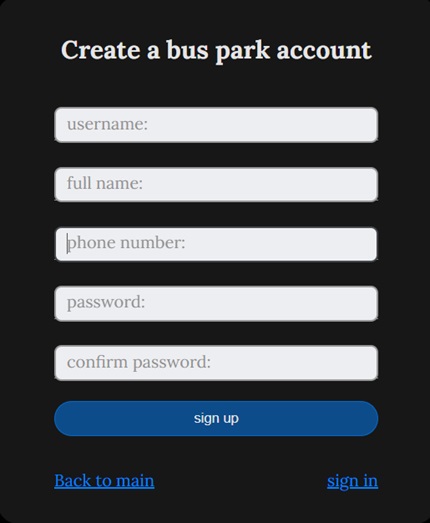 Create a bus park account
username:
full name:
phone number:
password:
confirm password:
sign up
Back to main sign in